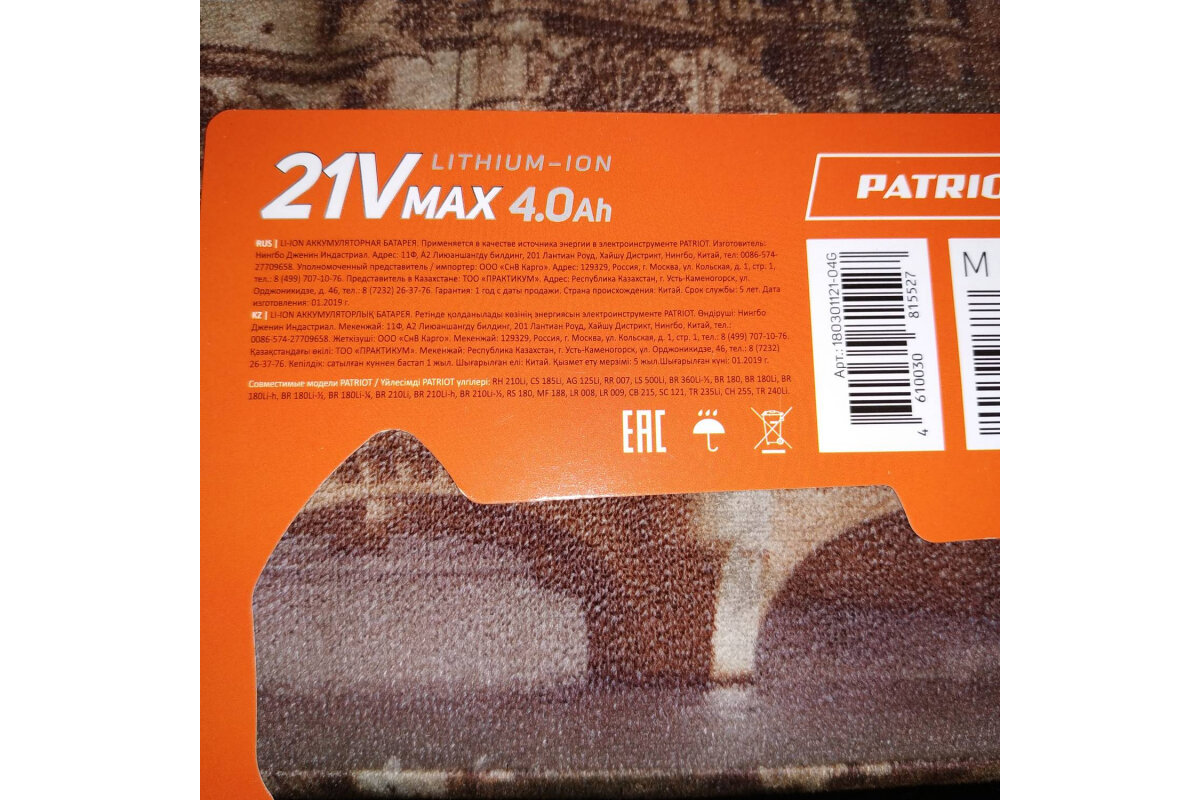 21V LITHIUM-ION
MAX 4.0Ah
PATRIO
RUS | LI-ION АККУМУЛЯТОРНАЯ БАТАРЕЯ. Применяется в качестве источника энергии в электроинструменте PATRIOT. Изготовитель:
Нингбо Дженин Индастриал. Адрес: 11Ф, А2 Лиюаншангду билдинг, 201 Лантиан Роуд, Хайшу Дистрикт, Нингбо, Китай, тел: 0086-574-
27709658. Уполномоченный представитель / импортер: ООО «СнВ Карго». Адрес: 129329, Россия, г. Москва, ул. Кольская, д. 1, стр. 1,
тел.: 8 (499) 707-10-76. Представитель в Казахстане: ТОО «ПРАКТИКУМ». Адрес: Республика Казахстан, г. Усть-Каменогорск, ул.
Орджоникидзе, д. 46, тел.: 8 (7232) 26-37-76. Гарантия: 1 год с даты продажи. Страна происхождения: Китай. Срок службы: 5 лет. Дата
изготовления: 01.2019 г.
KZ | LI-ION АККУМУЛЯТОРЛЫҚ БАТАРЕЯ. Ретінде қолданылады көзінің энергиясын электроинструменте PATRIOT. Өндіруші: Нингбо
Дженин Индастриал. Мекенжай: 11Ф, А2 Лиюаншангду билдинг, 201 Лантиан Роуд, Хайшу Дистрикт, Нингбо, Китай, тел.:
0086-574-27709658. Жеткізуші: ООО «СнВ Карго». Мекенжай: 129329, Россия, г. Москва, ул. Кольская, д. 1, стр. 1, тел.: 8 (499) 707-10-76.
Қазақстандағы өкілі: ТОО «ПРАКТИКУМ». Мекенжай: Республика Казахстан, г. Усть-Каменогорск, ул. Орджоникидзе, 46, тел.: 8 (7232)
26-37-76. Кепілдік: сатылған куннен бастап 1 жыл. Шығарылған елі: Китай. Қызмет ету мерзімі: 5 жыл.Шығарылған күні: 01.2019 г.
Совместимые модели PATRIOT / Үйлесімді PATRIOT үлгілері: RH 210Li, CS 185Li, AG 125Li, RR 007, LS 500Li, BR 360Li-½, BR 180, BR 180Li, BR
180Li-h, BR 180Li-½, BR 180Li-¼, BR 210Li, BR 210Li-h, BR 210Li-½, RS 180, MF 188, LR 008, LR 009, CB 215, SC 121, TR 235Li, CH 255, TR 240Li.
EAC
Арт.:180301121-04G
4 610030 815527
M